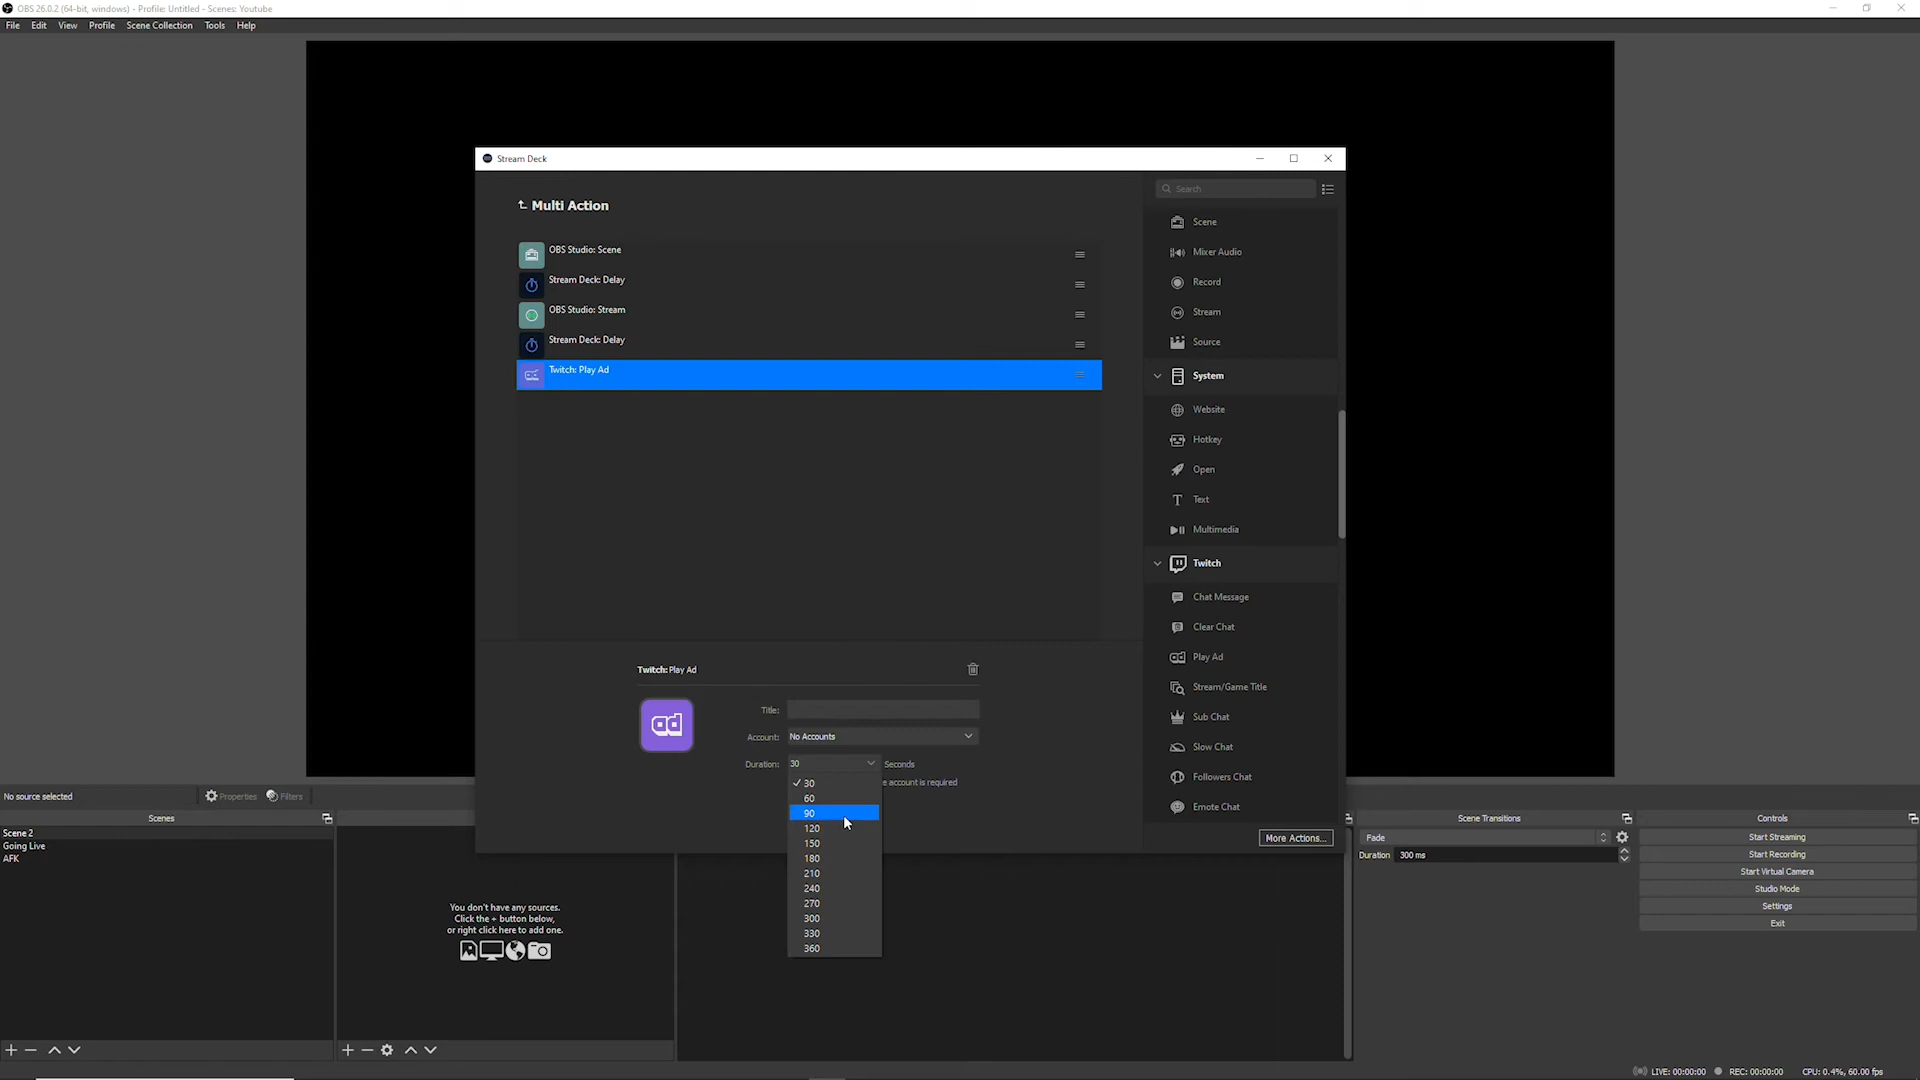 OBS 26.0.2 (64-bit, windows) - Profile: Untitled - Scenes: Youtube
File Edit View Profile Scene Collection Tools Help
Stream Deck
Multi Action
OBS Studio: Scene
Stream Deck: Delay
OBS Studio: Stream
Stream Deck: Delay
Twitch: Play Ad
Search
Scene
Mixer Audio
Record
Stream
Source
System
Website
Hotkey
Open
Text
Multimedia
Twitch
Chat Message
Clear Chat
Play Ad
Stream/Game Title
Sub Chat
Slow Chat
Followers Chat
Emote Chat
More Actions...
Twitch: Play Ad
ad
Title:
Account: No Accounts
Duration: 30 Seconds
account is required
30
60
90
120
150
180
210
240
270
300
330
360
No source selected Properties Filters
Scenes
Scene 2
Going Live
AFK
You don't have any sources.
Click the + button below,
or right click here to add one.
Scene Transitions
Fade
Duration 300 ms
Controls
Start Streaming
Start Recording
Start Virtual Camera
Studio Mode
Settings
Exit
LIVE: 00:00:00 REC: 00:00:00 CPU: 0.4%, 60.00 fps